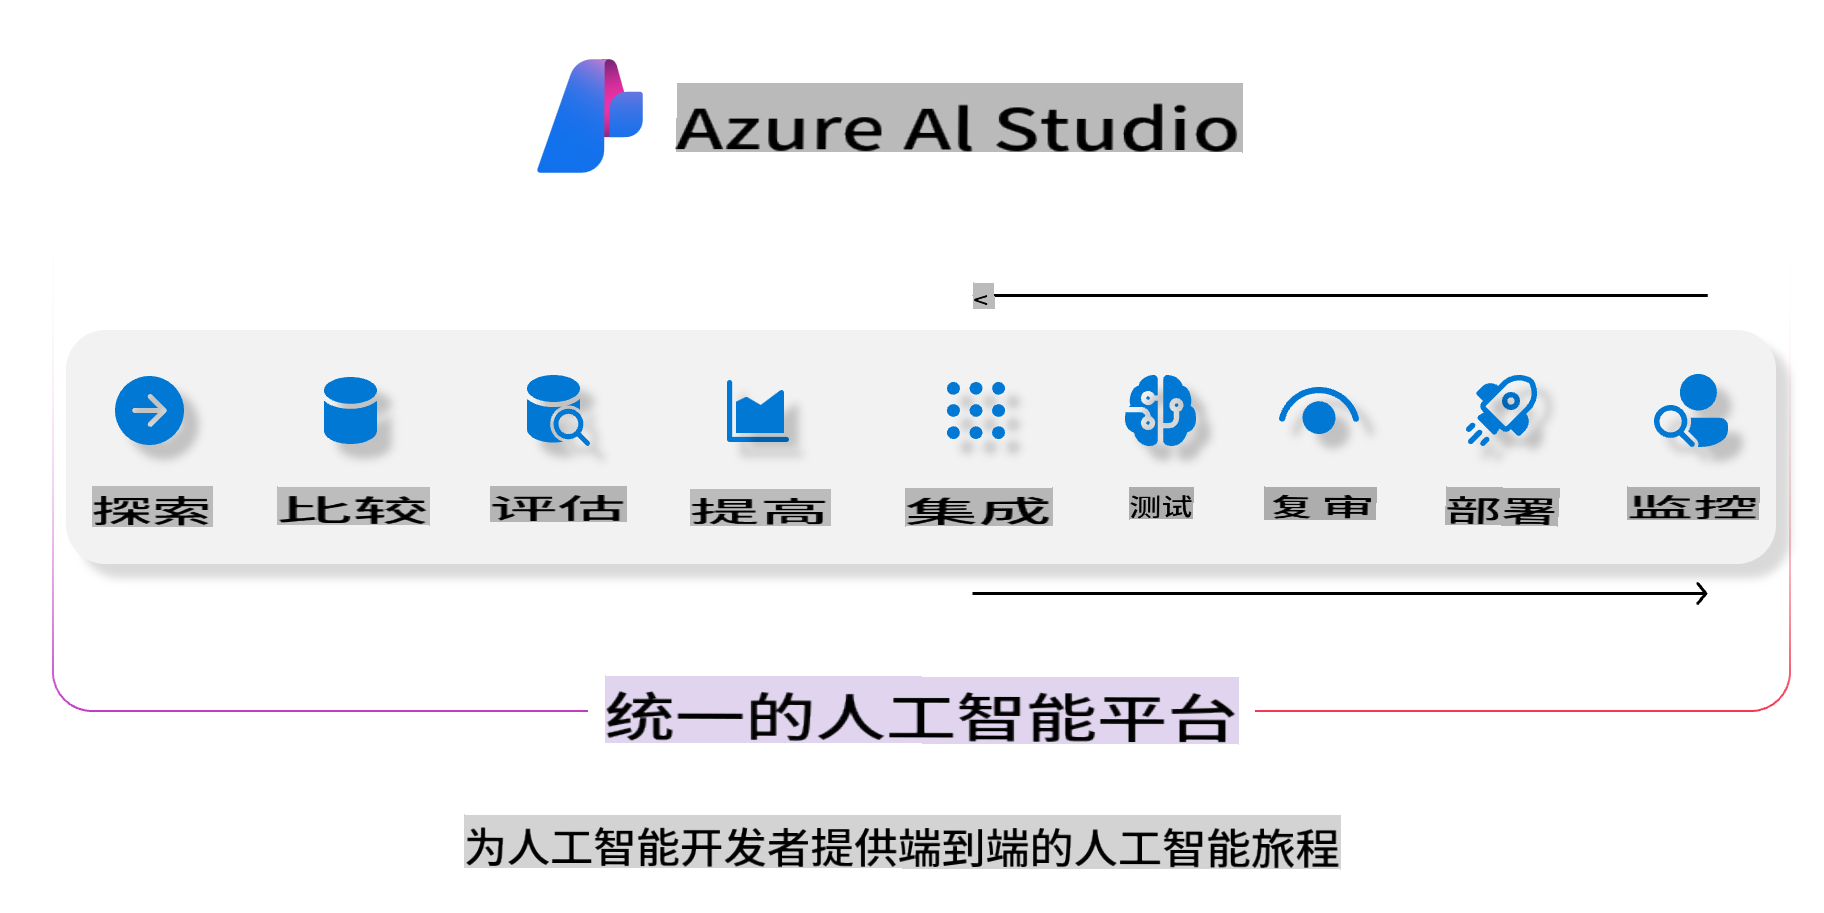 Azure Al Studio
<
探索 比较 评估 提高 集成 测试 复审 部署 监控
统一的人工智能平台
为人工智能开发者提供端到端的人工智能旅程